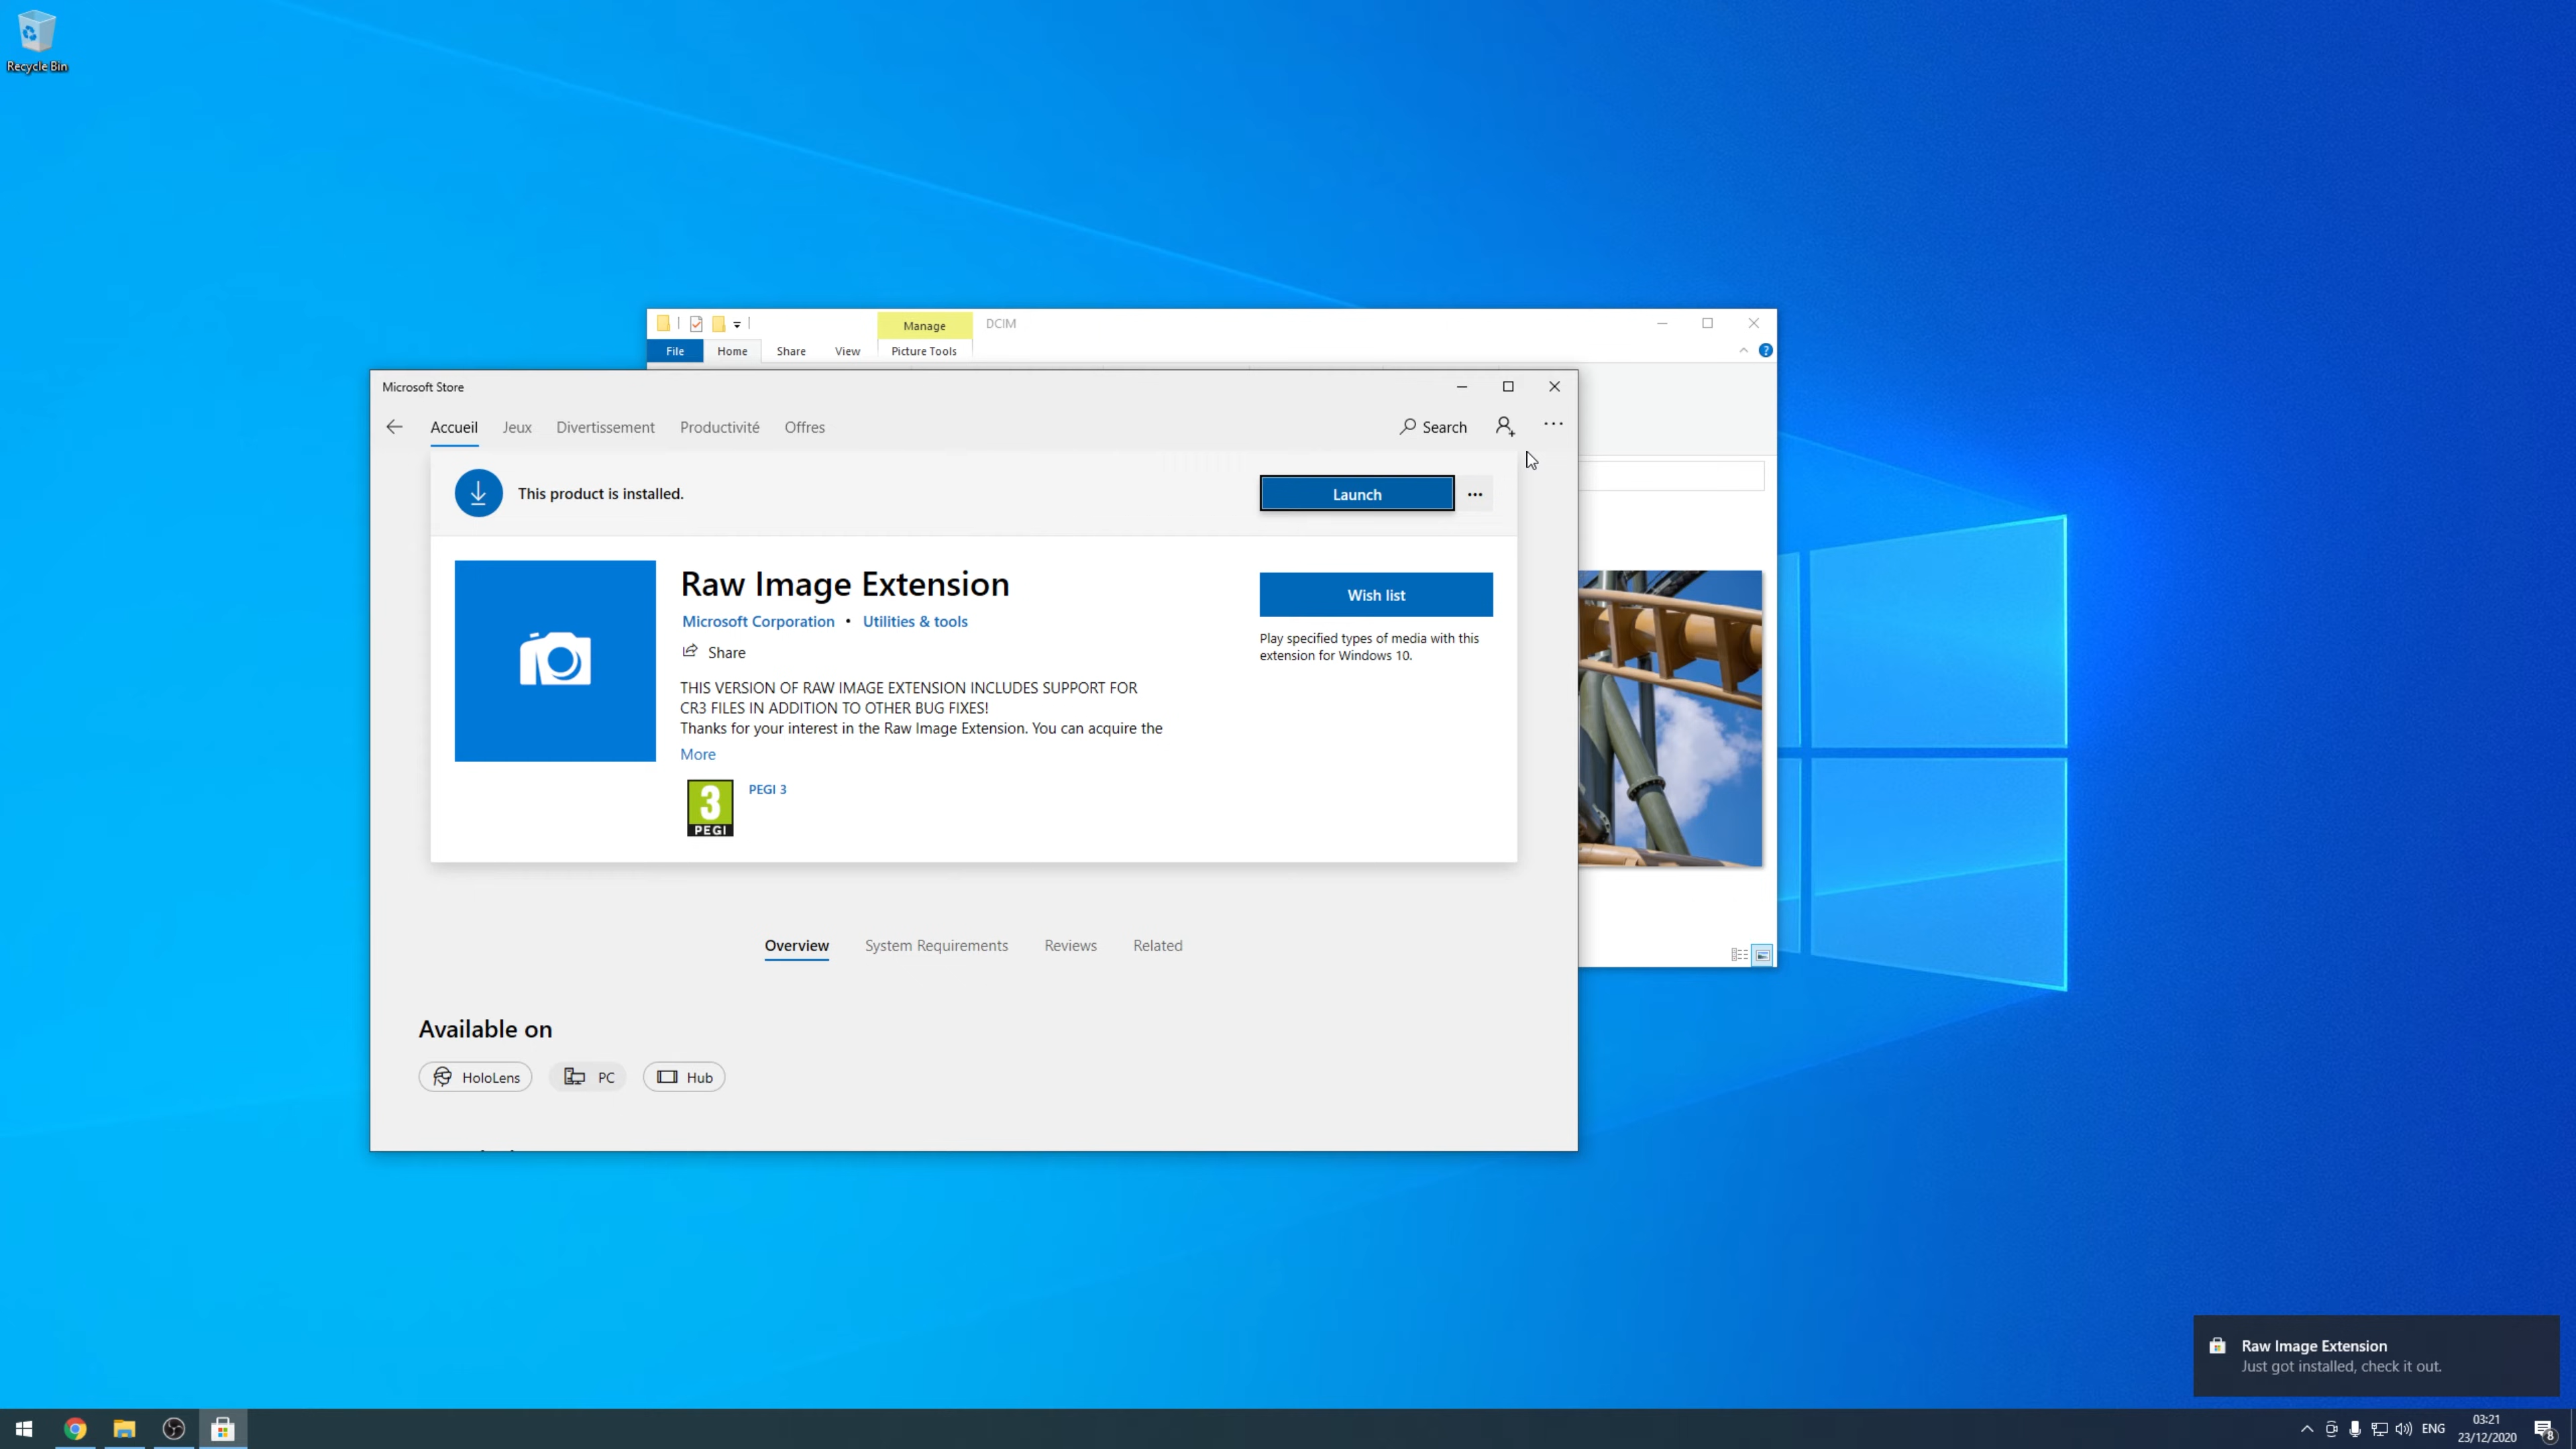 Recycle Bin
Manage
DCIM
File
Home
Share
View
Picture Tools
Microsoft Store
Accueil
Jeux
Divertissement
Productivité
Offres
Search
This product is installed.
Launch
Raw Image Extension
Microsoft Corporation • Utilities & tools
Share
THIS VERSION OF RAW IMAGE EXTENSION INCLUDES SUPPORT FOR
CR3 FILES IN ADDITION TO OTHER BUG FIXES!
Thanks for your interest in the Raw Image Extension. You can acquire the
More
3
PEGI
PEGI 3
Wish list
Play specified types of media with this
extension for Windows 10.
Overview
System Requirements
Reviews
Related
Available on
HoloLens
PC
Hub
Raw Image Extension
Just got installed, check it out.
ENG
03:21
23/12/2020
8